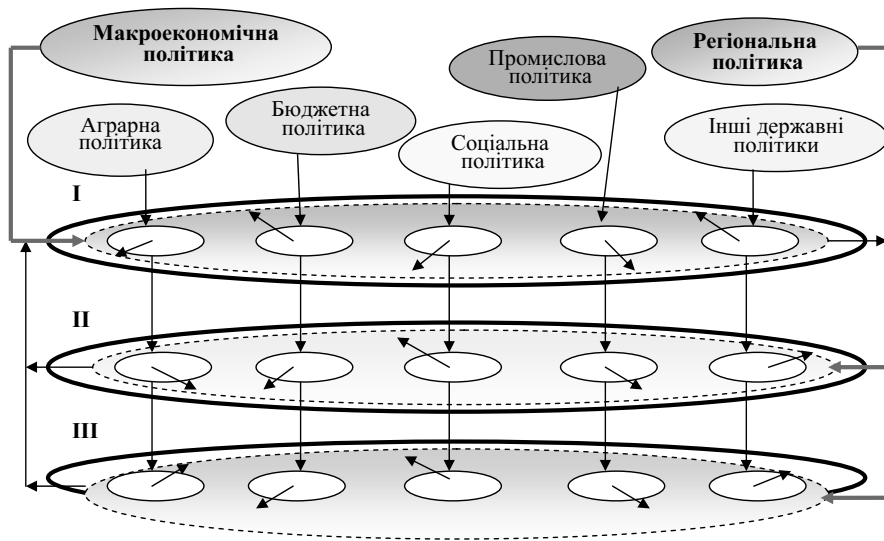 Макроекономічна
політика
Промислова
політика
Регіональна
політика
Аграрна
політика
Бюджетна
політика
Соціальна
політика
Інші державні
політики
I
II
III